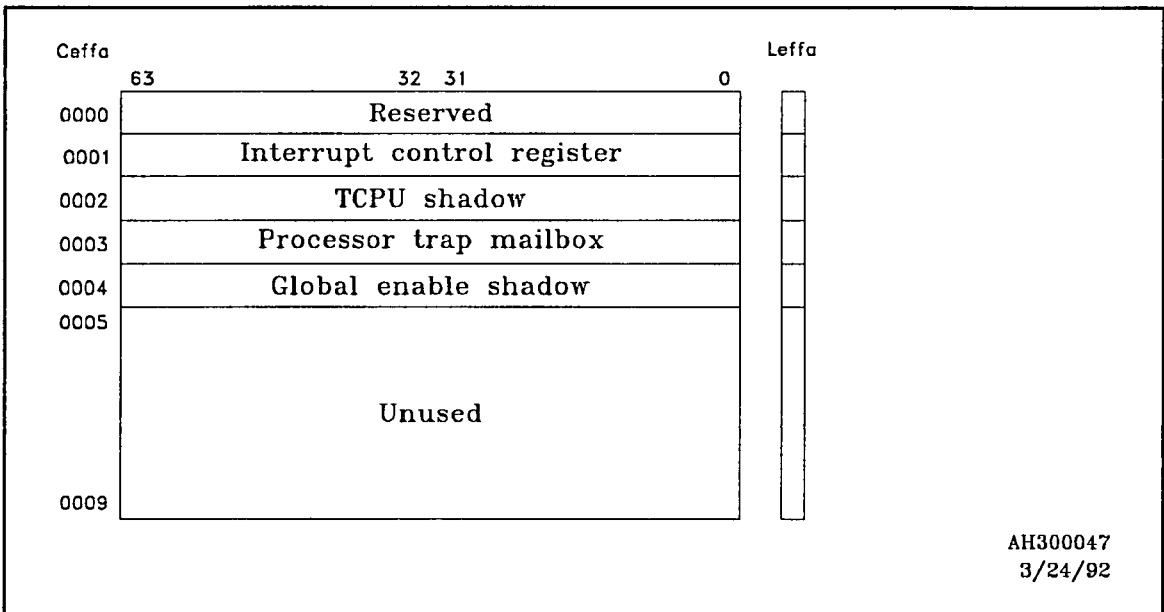 Ceffa Leffa
63 32 31 0
0000 Reserved
0001 Interrupt control register
0002 TCPU shadow
0003 Processor trap mailbox
0004 Global enable shadow
0005
Unused
0009
AH300047
3/24/92